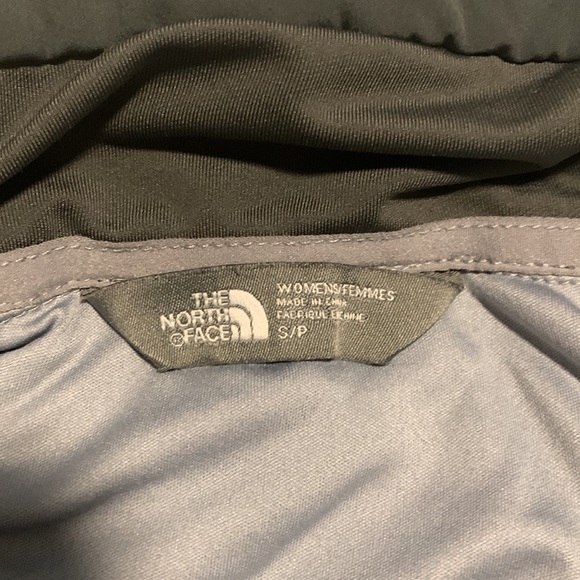 THE
NORTH
FACE
WOMENS/FEMMES
MADE IN CHINA
FABRIQUE EN CHINE
S/P